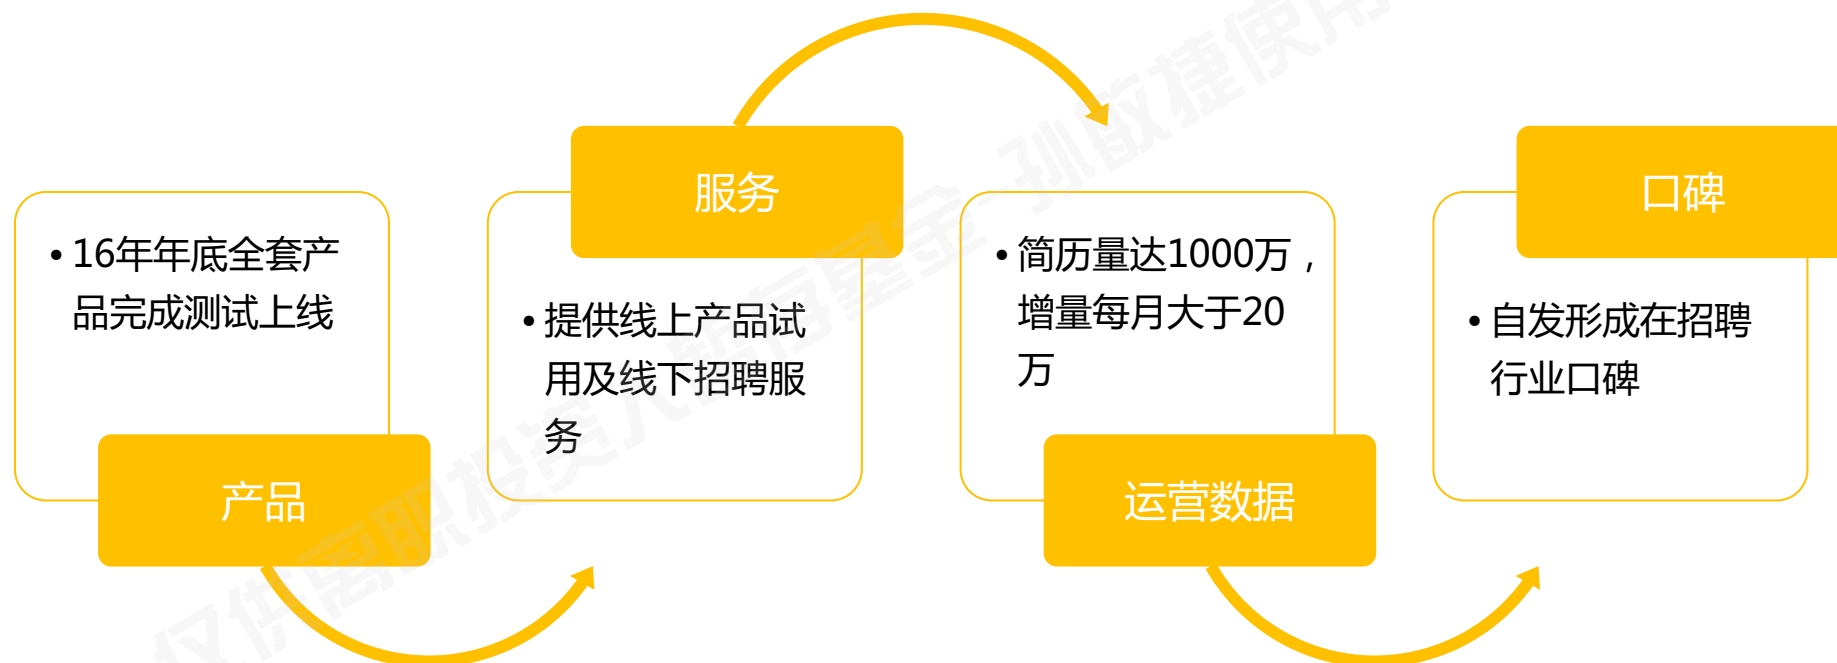 • 16年年底全套产
品完成测试上线
产品
服务
• 提供线上产品试
用及线下招聘服
务
• 简历量达1000万，
增量每月大于20
万
运营数据
口碑
• 自发形成在招聘
行业口碑